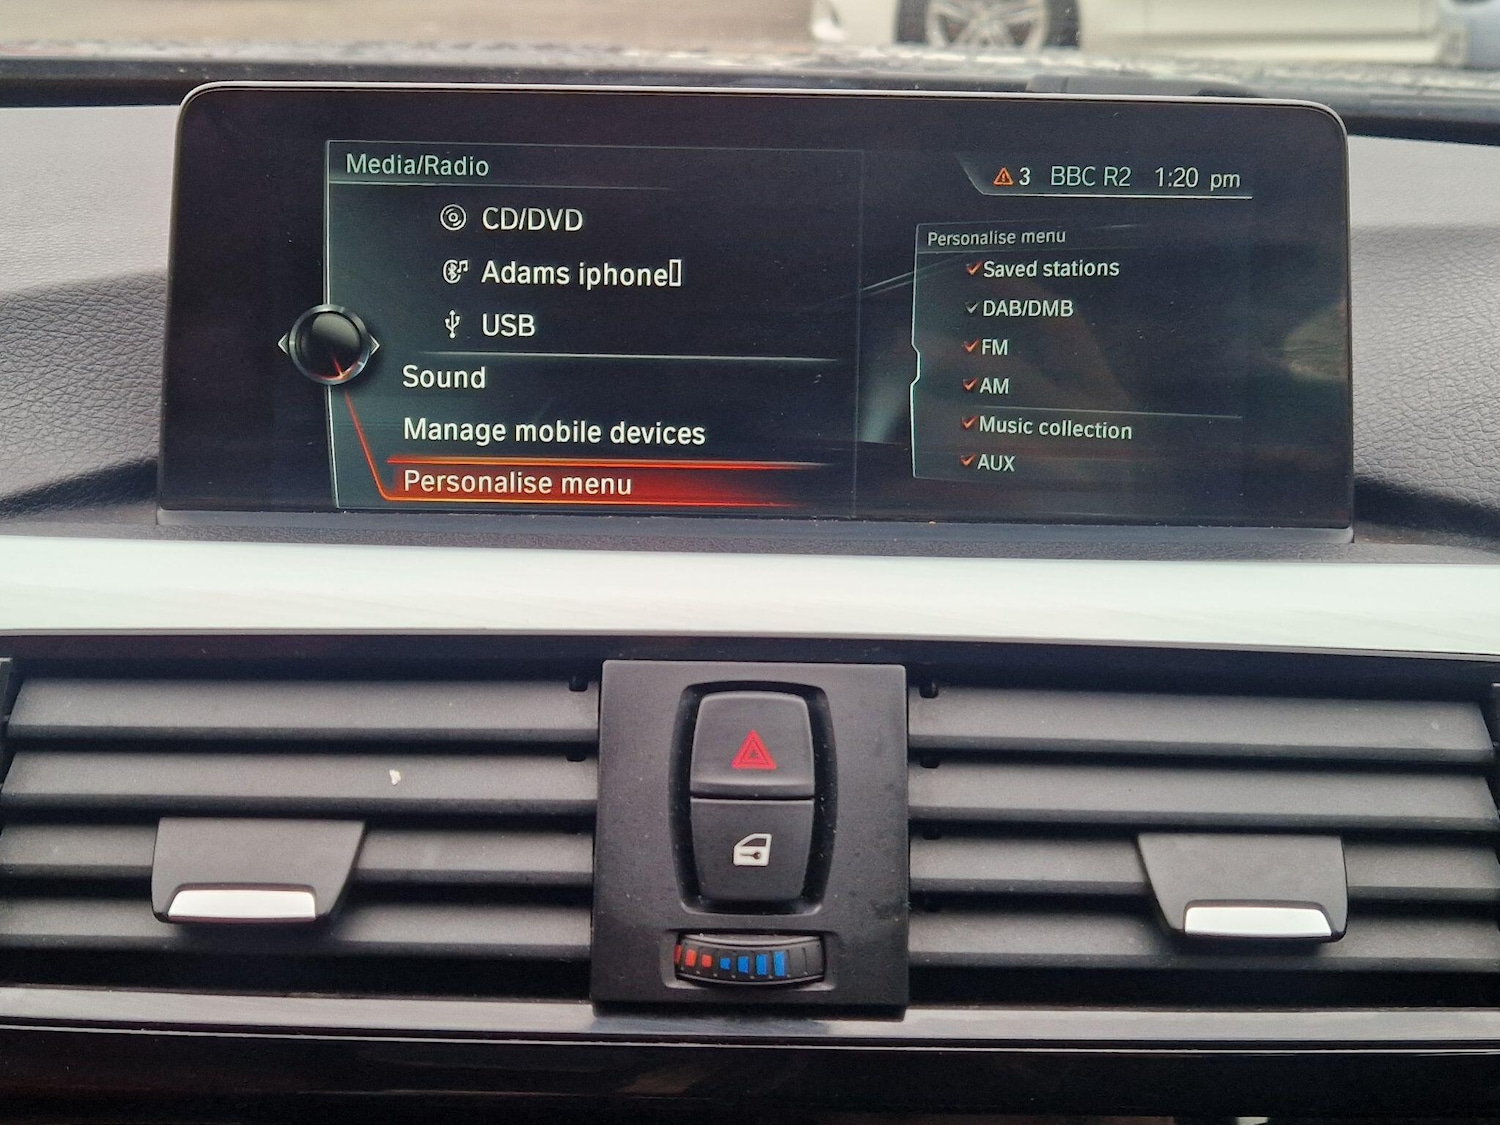 Media/Radio
3 BBC R2 1:20 pm
CD/DVD
Adams iphone▯
USB
Sound
Manage mobile devices
Personalise menu
Personalise menu
Saved stations
DAB/DMB
FM
AM
Music collection
AUX